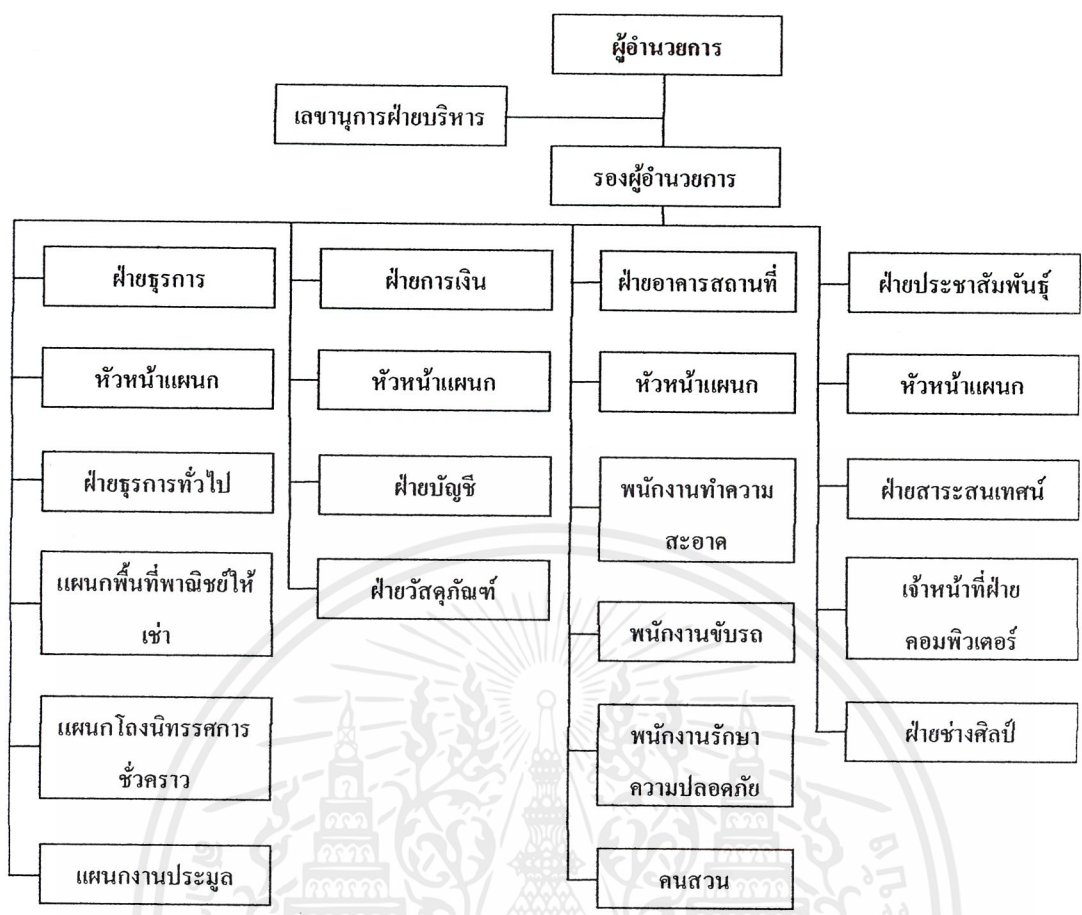 ผู้อำนวยการ
เลขานุการฝ่ายบริหาร
รองผู้อำนวยการ
ฝ่ายธุรการ
หัวหน้าแผนก
ฝ่ายธุรการทั่วไป
แผนกพื้นที่พาณิชย์ให้
เช่า
แผนกโถงนิทรรศการ
ชั่วคราว
แผนกงานประมูล
ฝ่ายการเงิน
หัวหน้าแผนก
ฝ่ายบัญชี
ฝ่ายวัสดุภัณฑ์
ฝ่ายอาคารสถานที่
หัวหน้าแผนก
พนักงานทำความ
สะอาด
พนักงานขับรถ
พนักงานรักษา
ความปลอดภัย
คนสวน
ฝ่ายประชาสัมพันธุ์
หัวหน้าแผนก
ฝ่ายสาระสนเทศน์
เจ้าหน้าที่ฝ่าย
คอมพิวเตอร์
ฝ่ายช่างศิลป์